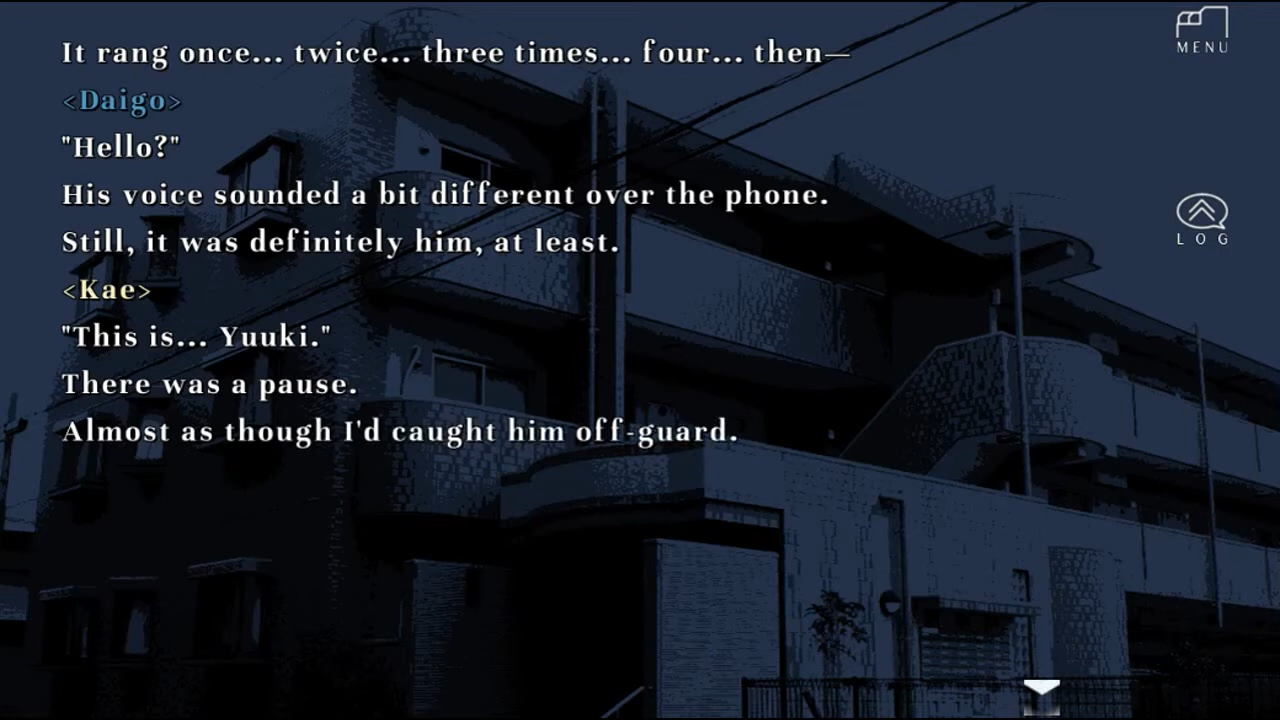 It rang once... twice... three times... four... then—
<Daigo>
"Hello?"
His voice sounded a bit different over the phone.
Still, it was definitely him, at least.
<Kae>
"This is... Yuuki."
There was a pause.
Almost as though I'd caught him off-guard.
MENU
LOG